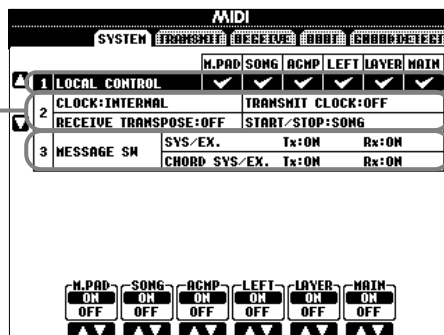 MIDI
SYSTEM TRANSMIT RECEIVE ROOT CHORD DETECT
M.PAD SONG ACMP LEFT LAYER MAIN
1 LOCAL CONTROL
2 CLOCK:INTERNAL TRANSMIT CLOCK:OFF
RECEIVE TRANSPOSE:OFF START/STOP:SONG
3 MESSAGE SW SYS/EX. Tx:ON Rx:ON
CHORD SYS/EX. Tx:ON Rx:ON
M.PAD SONG ACMP LEFT LAYER MAIN
ON ON ON ON ON ON
OFF OFF OFF OFF OFF OFF